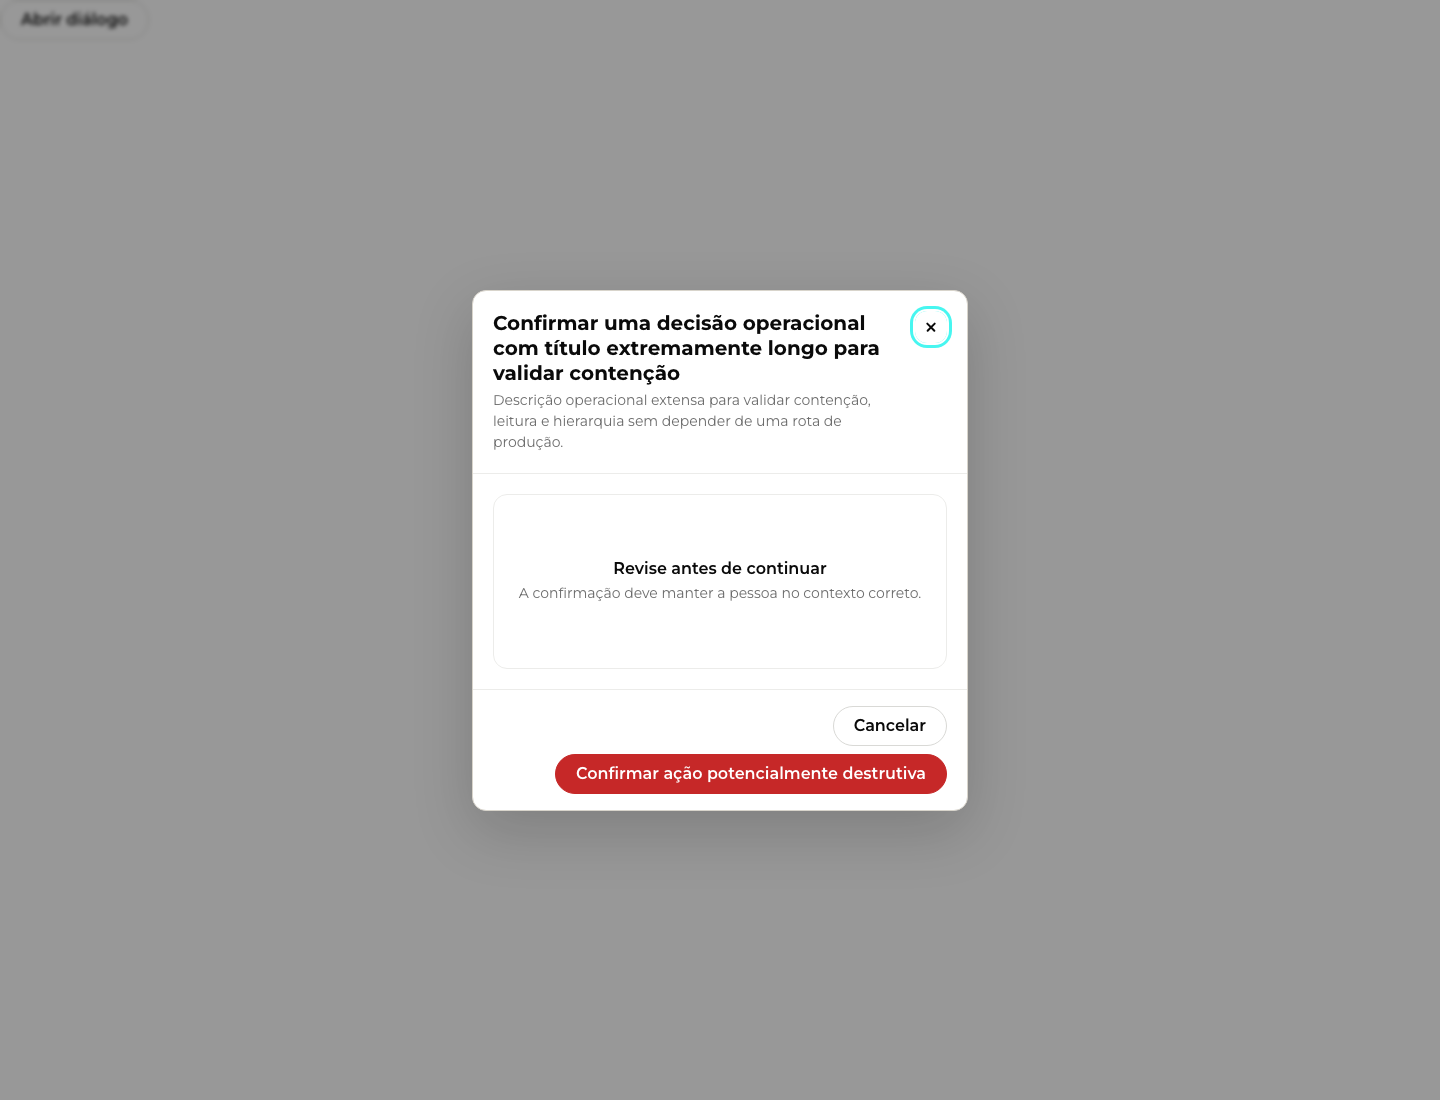 Abrir diálogo
Confirmar uma decisão operacional
com título extremamente longo para
validar contenção
Descrição operacional extensa para validar contenção,
leitura e hierarquia sem depender de uma rota de
produção.
Revise antes de continuar
A confirmação deve manter a pessoa no contexto correto.
Cancelar
Confirmar ação potencialmente destrutiva